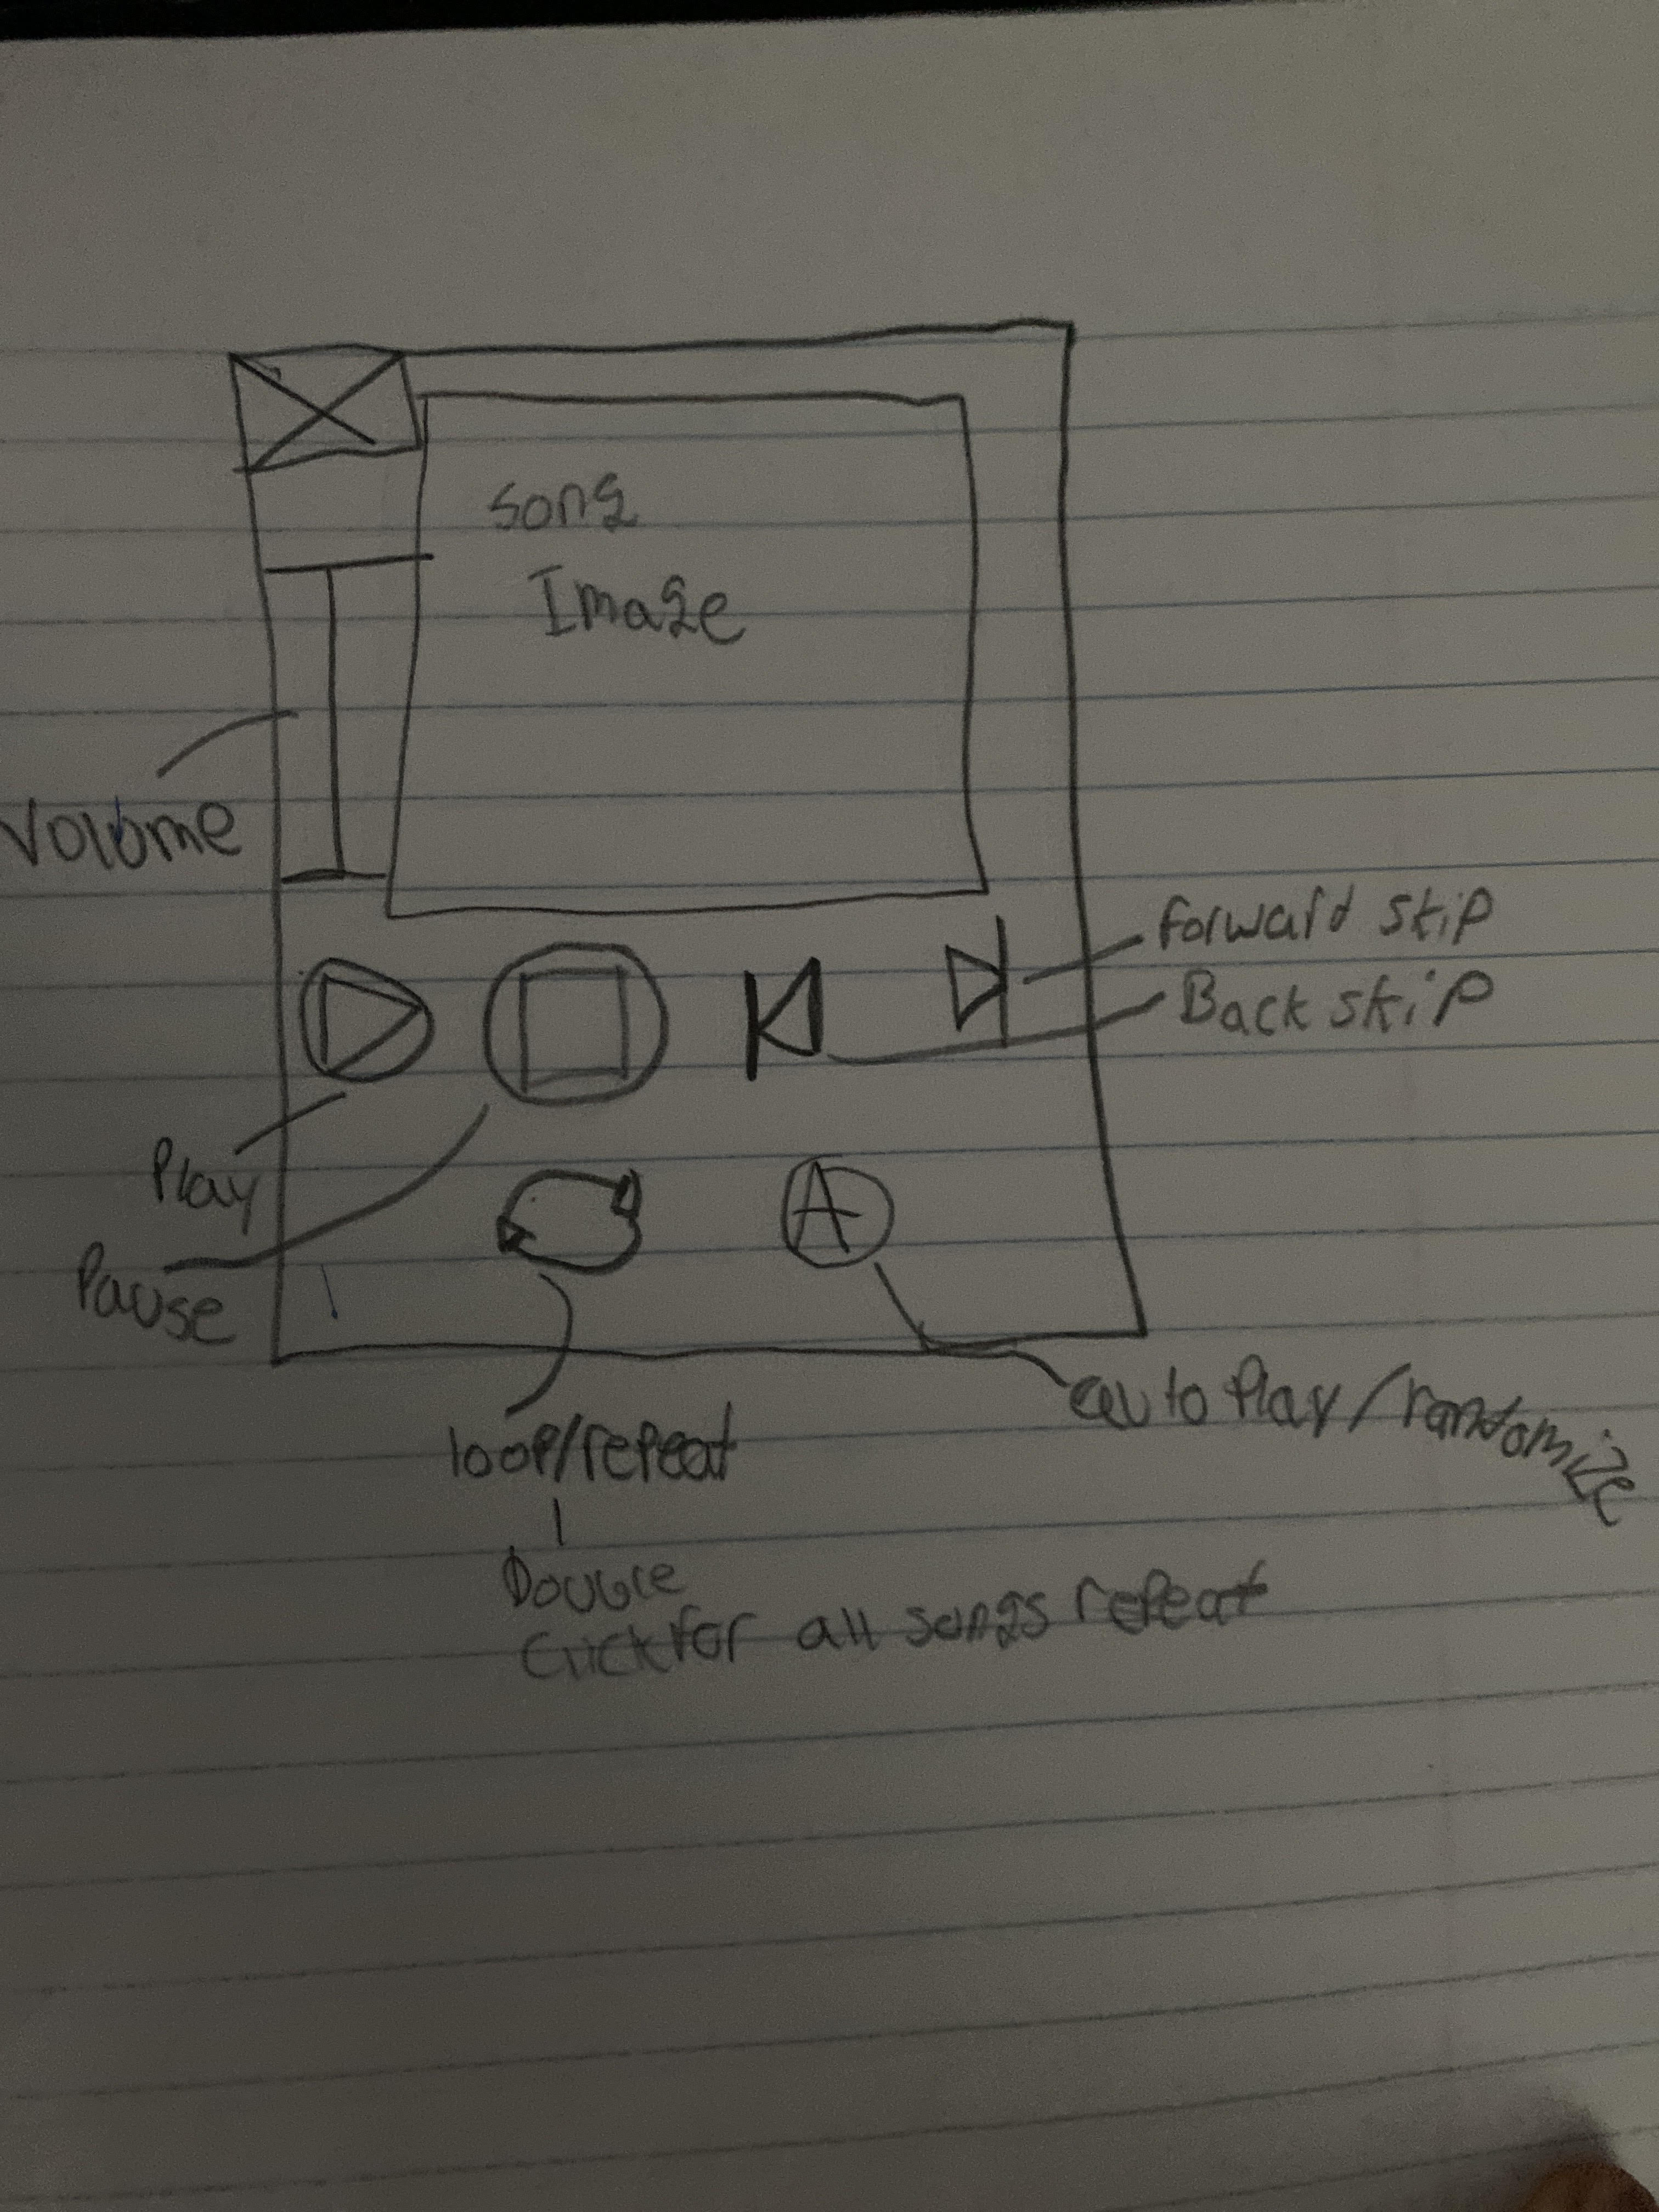 song
Image
Volume
forward skip
Back skip
Play
Pause
A
auto Play/randomize
loop/repeat
Double
Click for all songs repeat